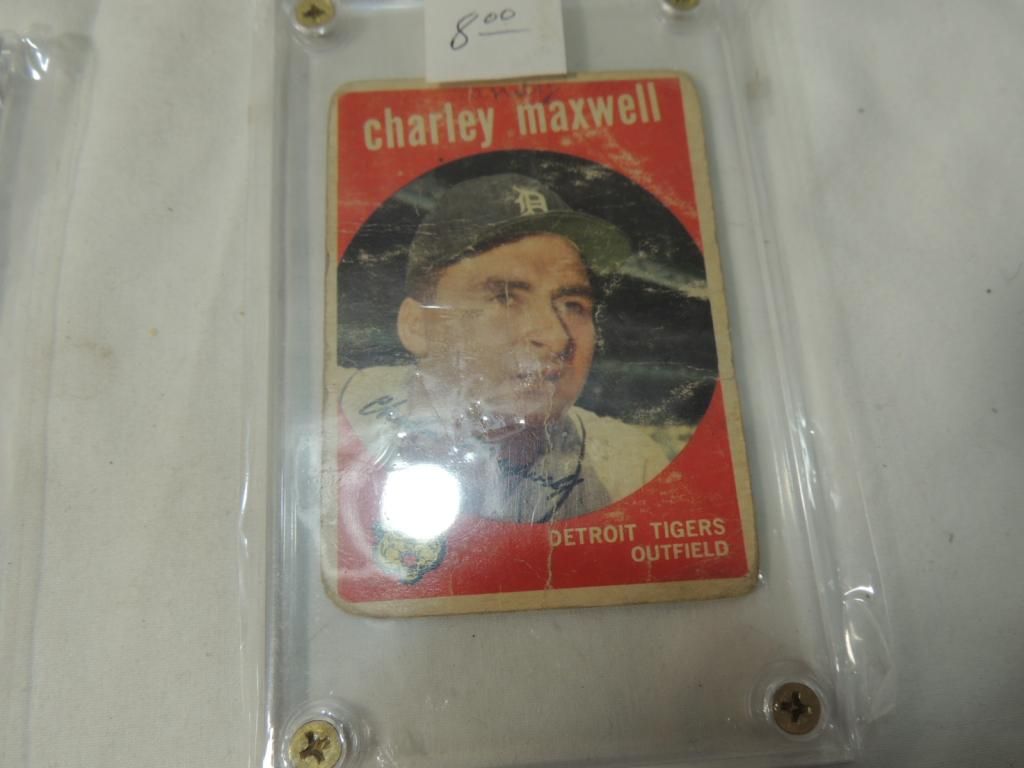 8.00
charley maxwell
D
DETROIT TIGERS
OUTFIELD